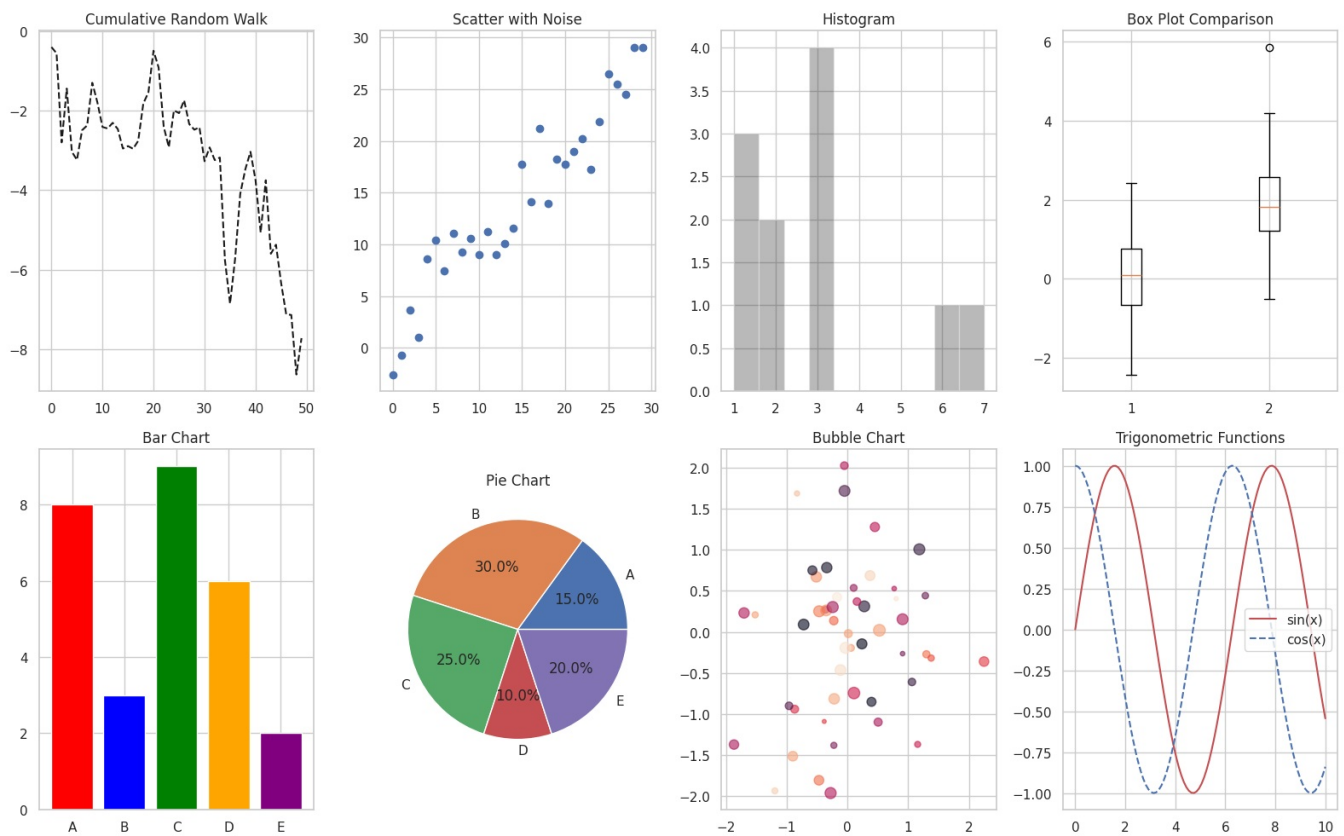 Cumulative Random Walk
0
−2
−4
−6
−8
0 10 20 30 40 50
Scatter with Noise
30
25
20
15
10
5
0
0 5 10 15 20 25 30
Histogram
4.0
3.5
3.0
2.5
2.0
1.5
1.0
0.5
0.0
1 2 3 4 5 6 7
Box Plot Comparison
6
4
2
0
−2
1 2
Bar Chart
8
6
4
2
0
A B C D E
Pie Chart
B
30.0%
A
15.0%
25.0%
20.0%
C
10.0%
E
D
Bubble Chart
2.0
1.5
1.0
0.5
0.0
−0.5
−1.0
−1.5
−2.0
−2 −1 0 1 2
Trigonometric Functions
1.00
0.75
0.50
0.25
0.00
−0.25
−0.50
−0.75
−1.00
sin(x)
cos(x)
0 2 4 6 8 10